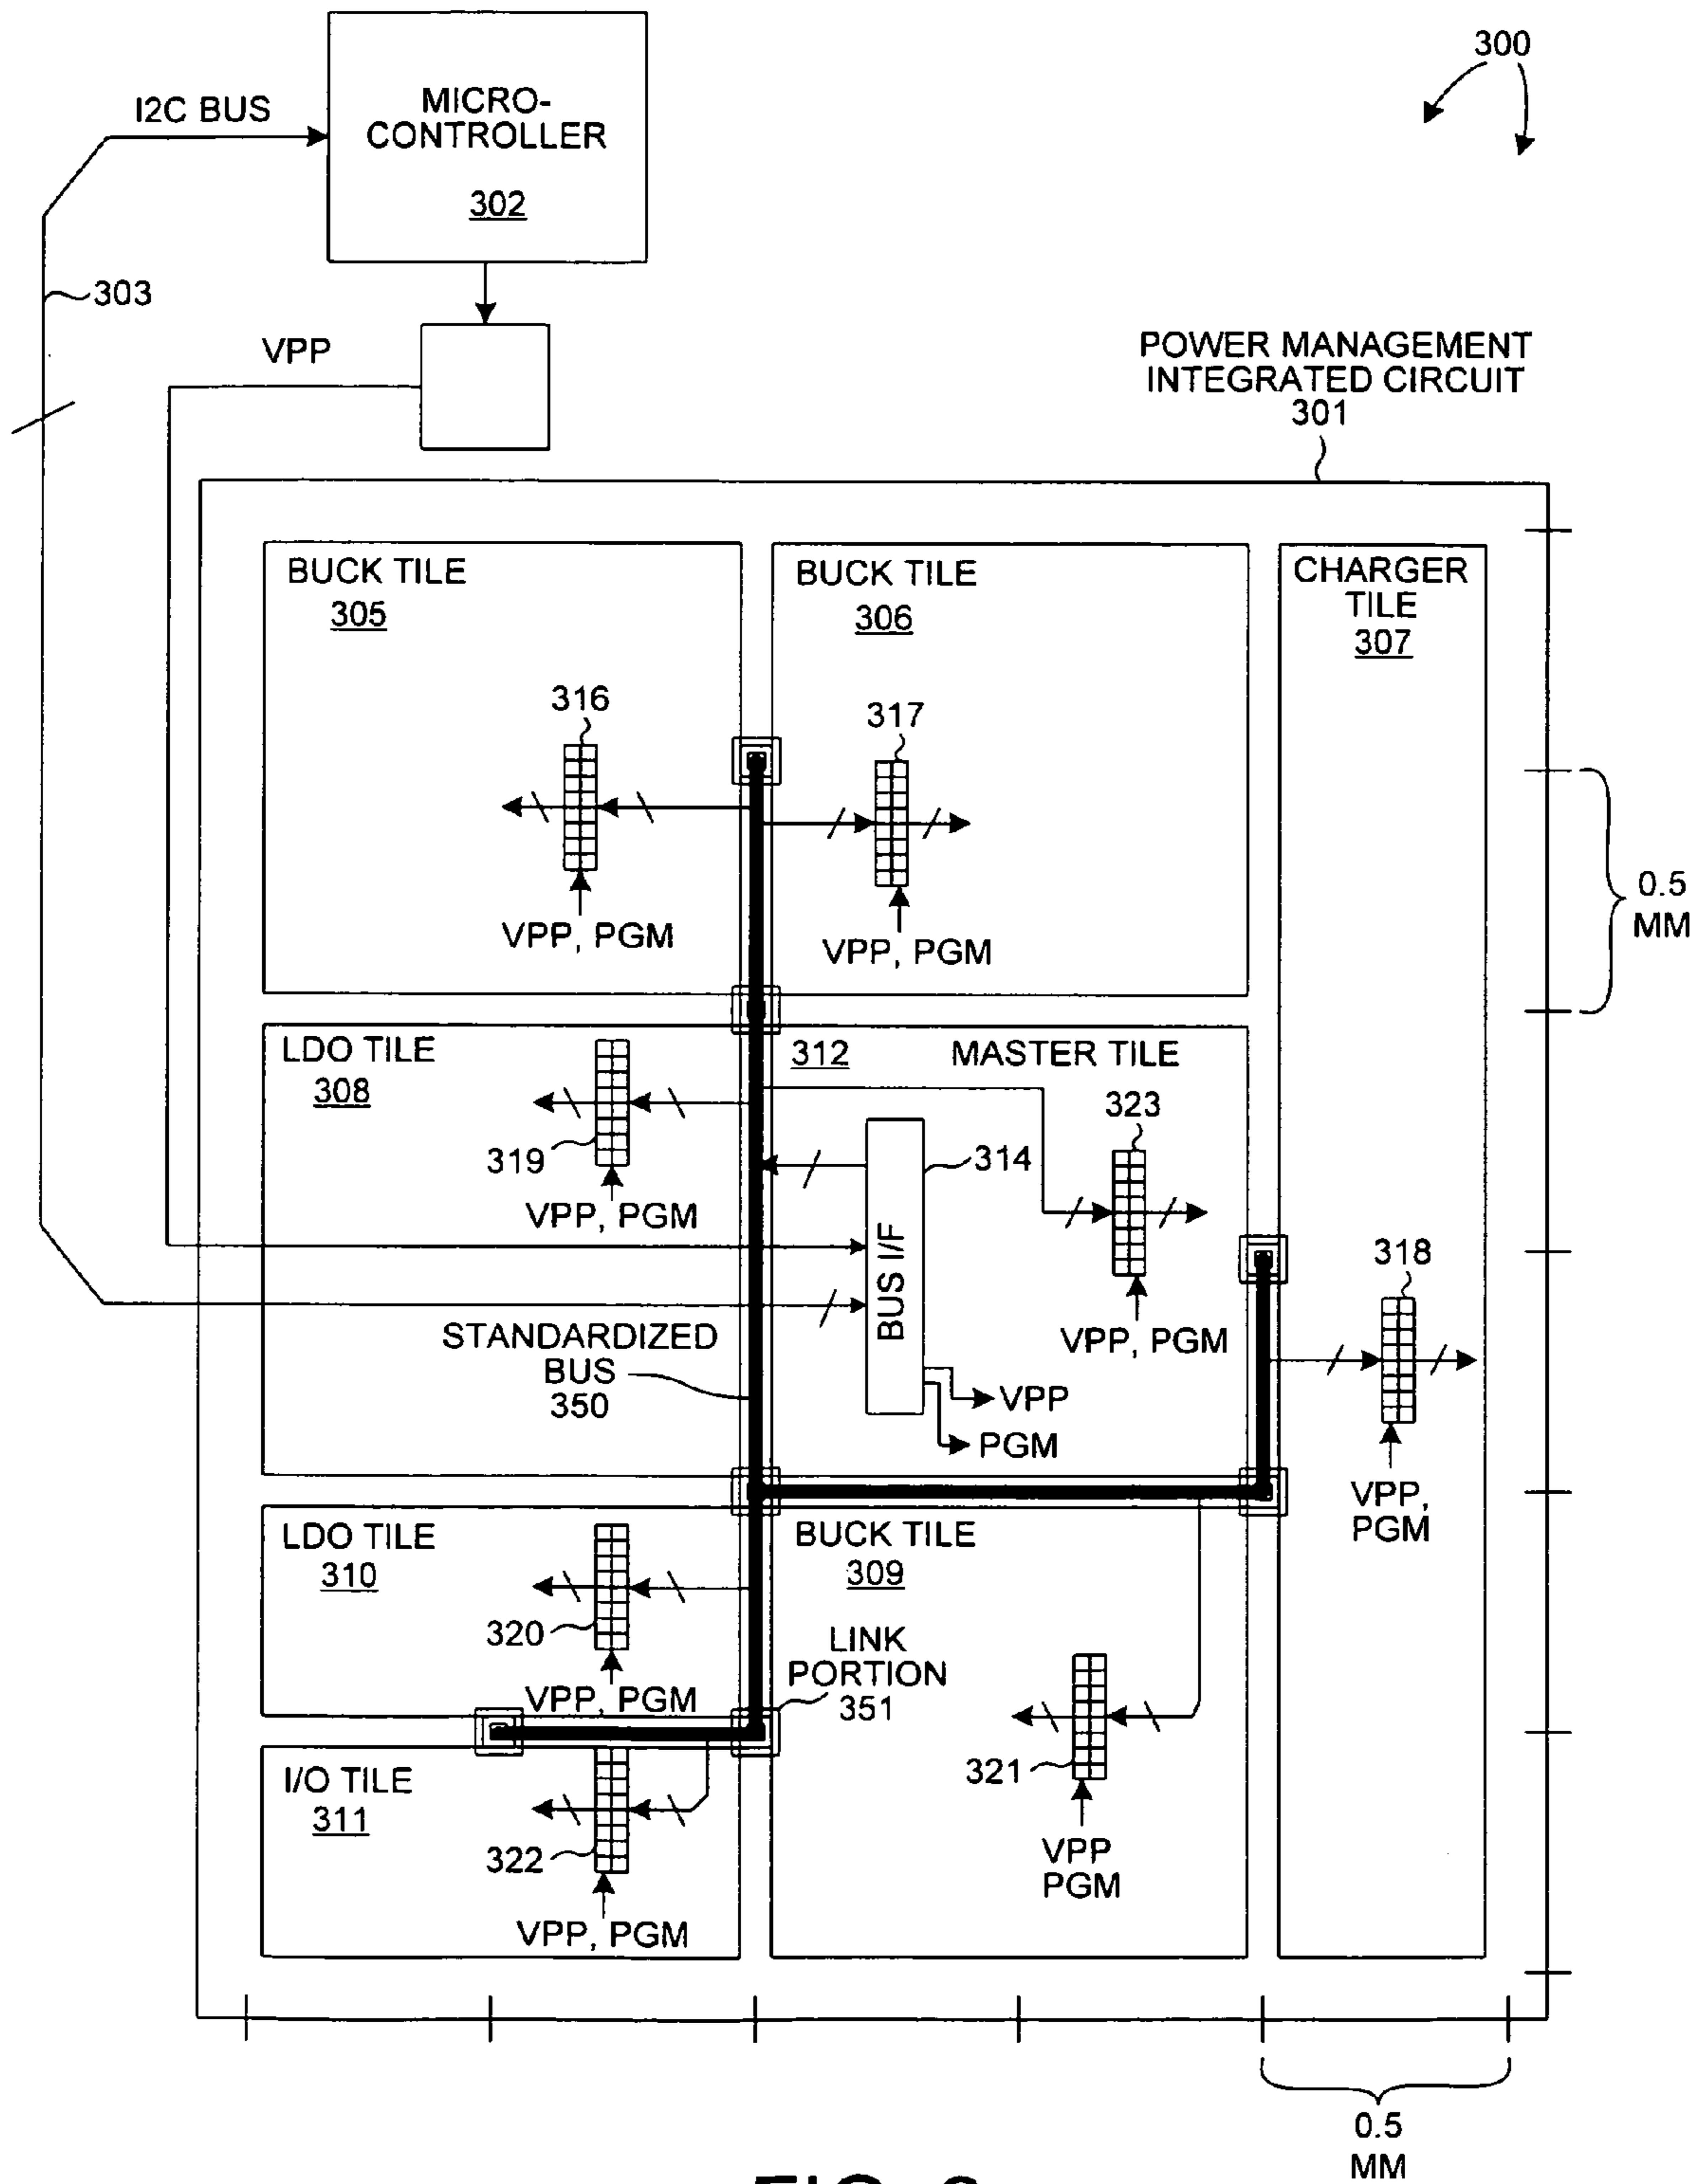 300
I2C BUS
MICRO-
CONTROLLER
302
303
VPP
POWER MANAGEMENT
INTEGRATED CIRCUIT
301
BUCK TILE
305
BUCK TILE
306
CHARGER
TILE
307
316
317
VPP, PGM
VPP, PGM
0.5
MM
LDO TILE
308
312
MASTER TILE
323
319
314
VPP, PGM
BUS I/F
318
STANDARDIZED
BUS
350
VPP, PGM
VPP
PGM
VPP,
PGM
LDO TILE
310
BUCK TILE
309
320
LINK
PORTION
351
VPP, PGM
I/O TILE
311
321
322
VPP
PGM
VPP, PGM
0.5
MM